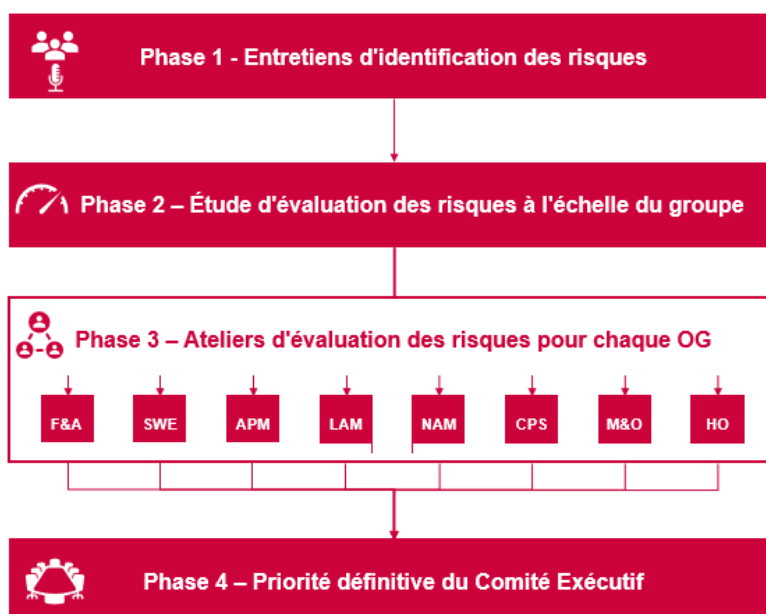 Phase 1 - Entretiens d'identification des risques
Phase 2 – Étude d'évaluation des risques à l'échelle du groupe
Phase 3 – Ateliers d'évaluation des risques pour chaque OG
F&A SWE APM LAM NAM CPS M&O HO
Phase 4 – Priorité définitive du Comité Exécutif